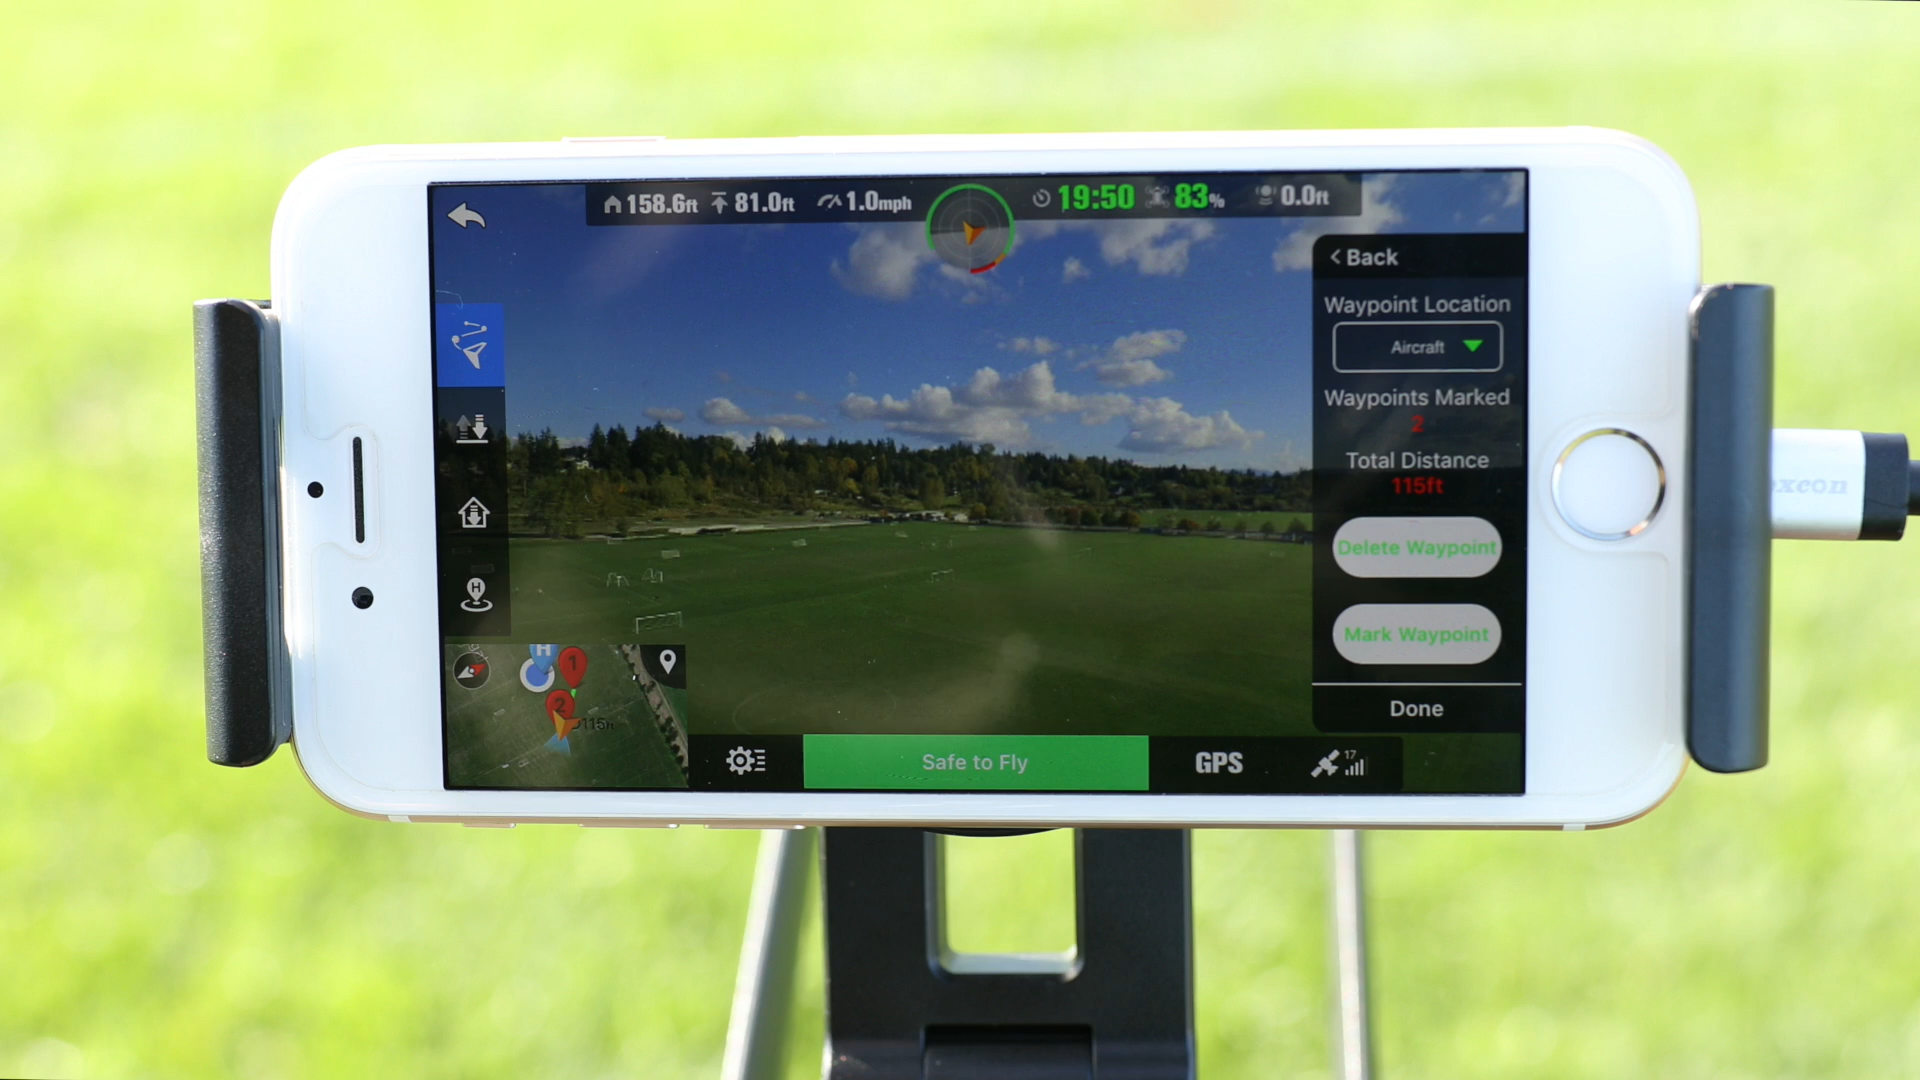 158.6ft 81.0ft 1.0mph 19:50 83% 0.0ft
< Back
Waypoint Location
Aircraft
Waypoints Marked
2
Total Distance
115ft
Delete Waypoint
Mark Waypoint
Done
H
H
1
2
115ft
Safe to Fly
GPS
17